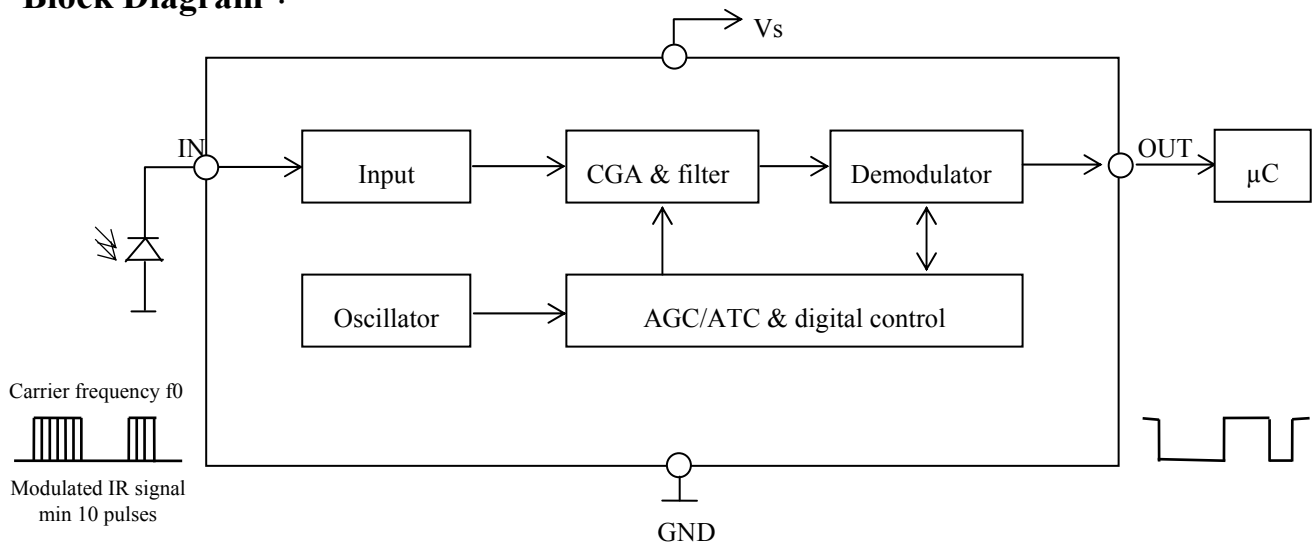 Block Diagram :
Vs
IN
Input
CGA & filter
Demodulator
OUT
µC
Oscillator
AGC/ATC & digital control
Carrier frequency f0
Modulated IR signal
min 10 pulses
GND